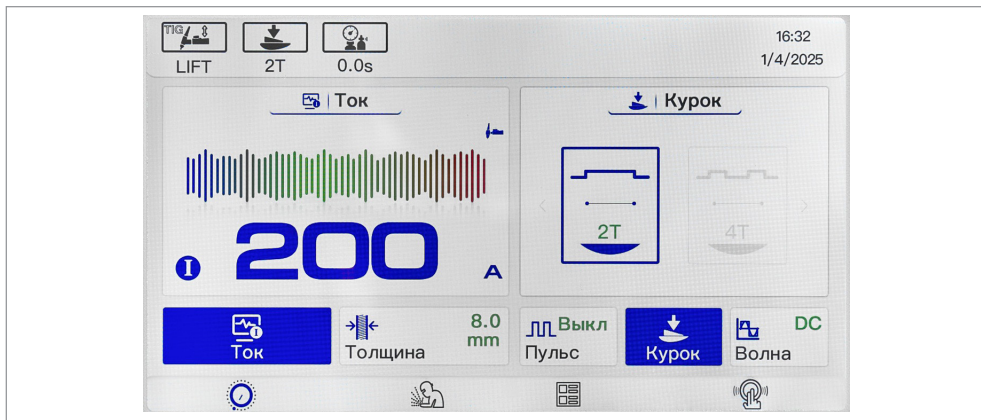 TIG
LIFT
2T
0.0s
16:32
1/4/2025
Ток
Курок
200
I
A
2T
4T
Ток
Толщина
8.0
mm
Выкл
Пульс
Курок
DC
Волна